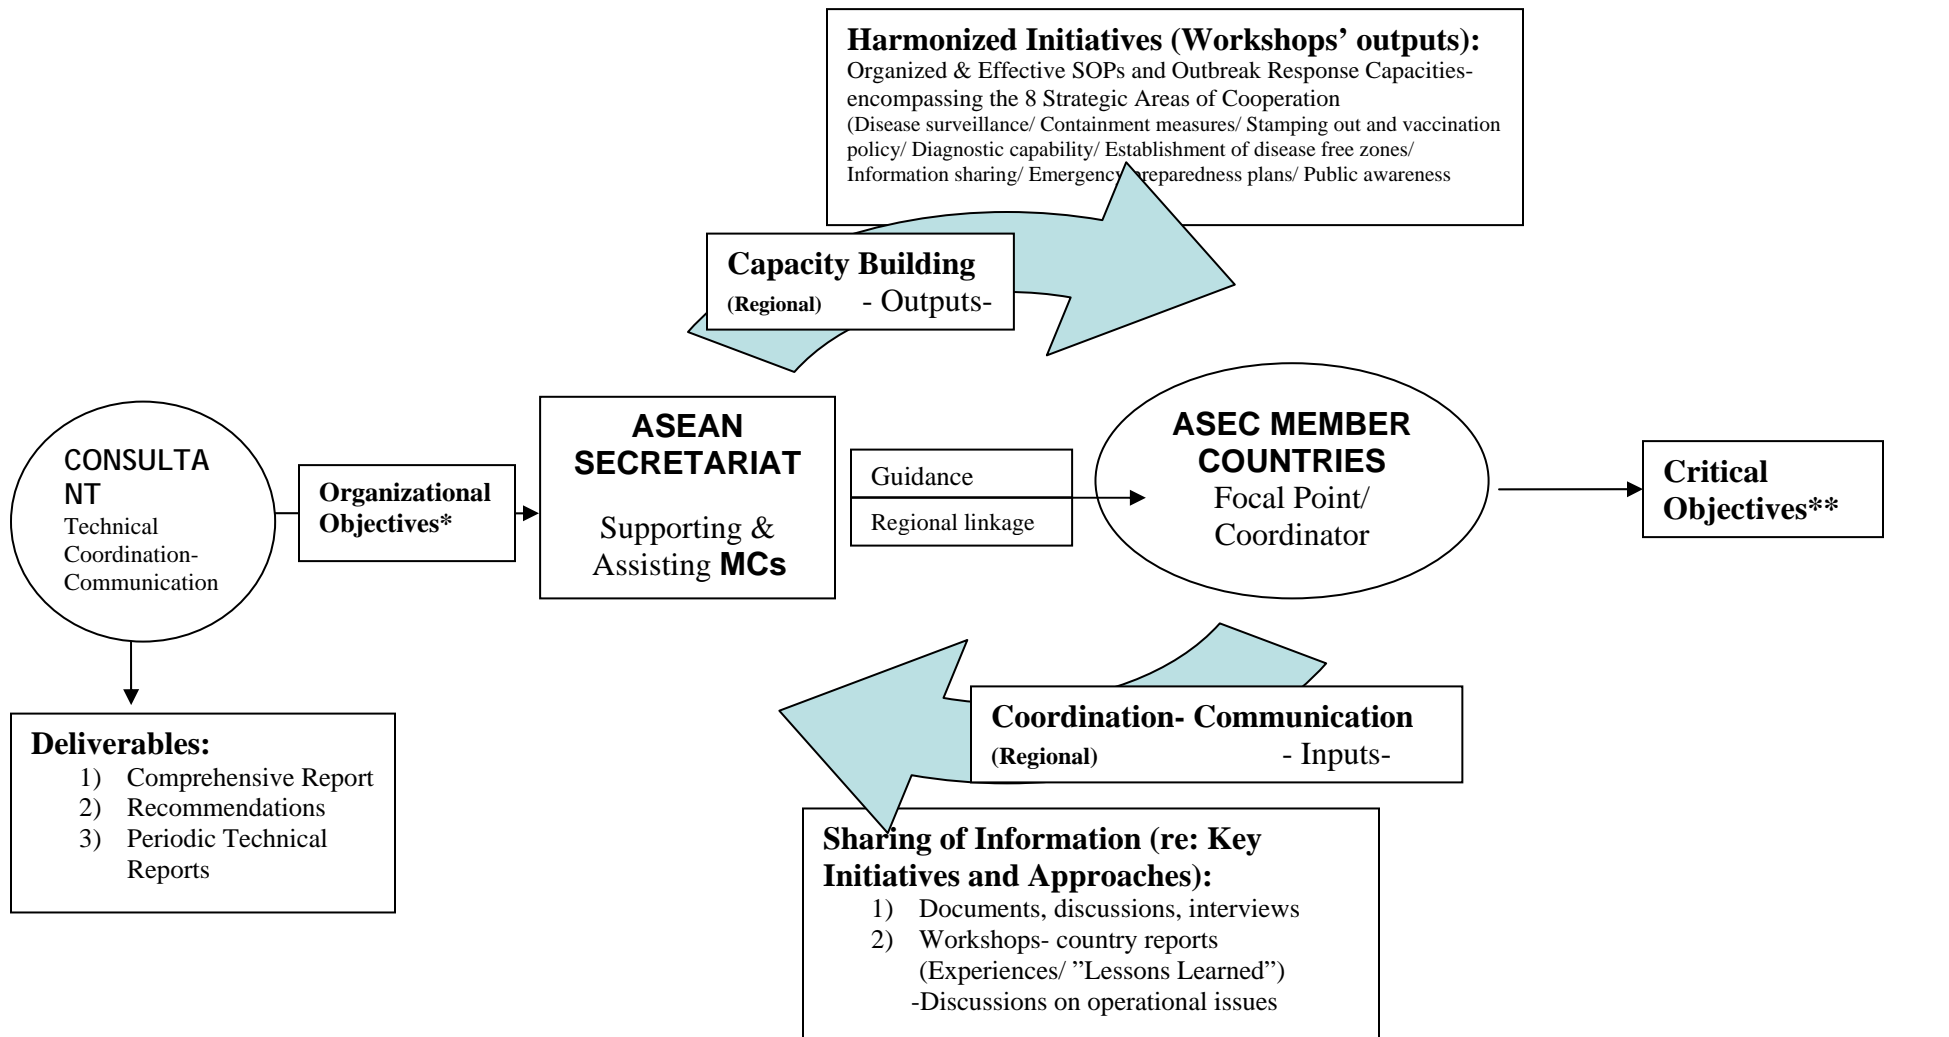 Harmonized Initiatives (Workshops’ outputs):
Organized & Effective SOPs and Outbreak Response Capacities-
encompassing the 8 Strategic Areas of Cooperation
(Disease surveillance/ Containment measures/ Stamping out and vaccination
policy/ Diagnostic capability/ Establishment of disease free zones/
Information sharing/ Emergency preparedness plans/ Public awareness
Capacity Building
(Regional) - Outputs-
CONSULTA
NT
Technical
Coordination-
Communication
Organizational
Objectives*
ASEAN
SECRETARIAT
Supporting &
Assisting MCs
Guidance
Regional linkage
ASEC MEMBER
COUNTRIES
Focal Point/
Coordinator
Critical
Objectives**
Deliverables:
1) Comprehensive Report
2) Recommendations
3) Periodic Technical
Reports
Coordination- Communication
(Regional) - Inputs-
Sharing of Information (re: Key
Initiatives and Approaches):
1) Documents, discussions, interviews
2) Workshops- country reports
(Experiences/ ”Lessons Learned”)
-Discussions on operational issues